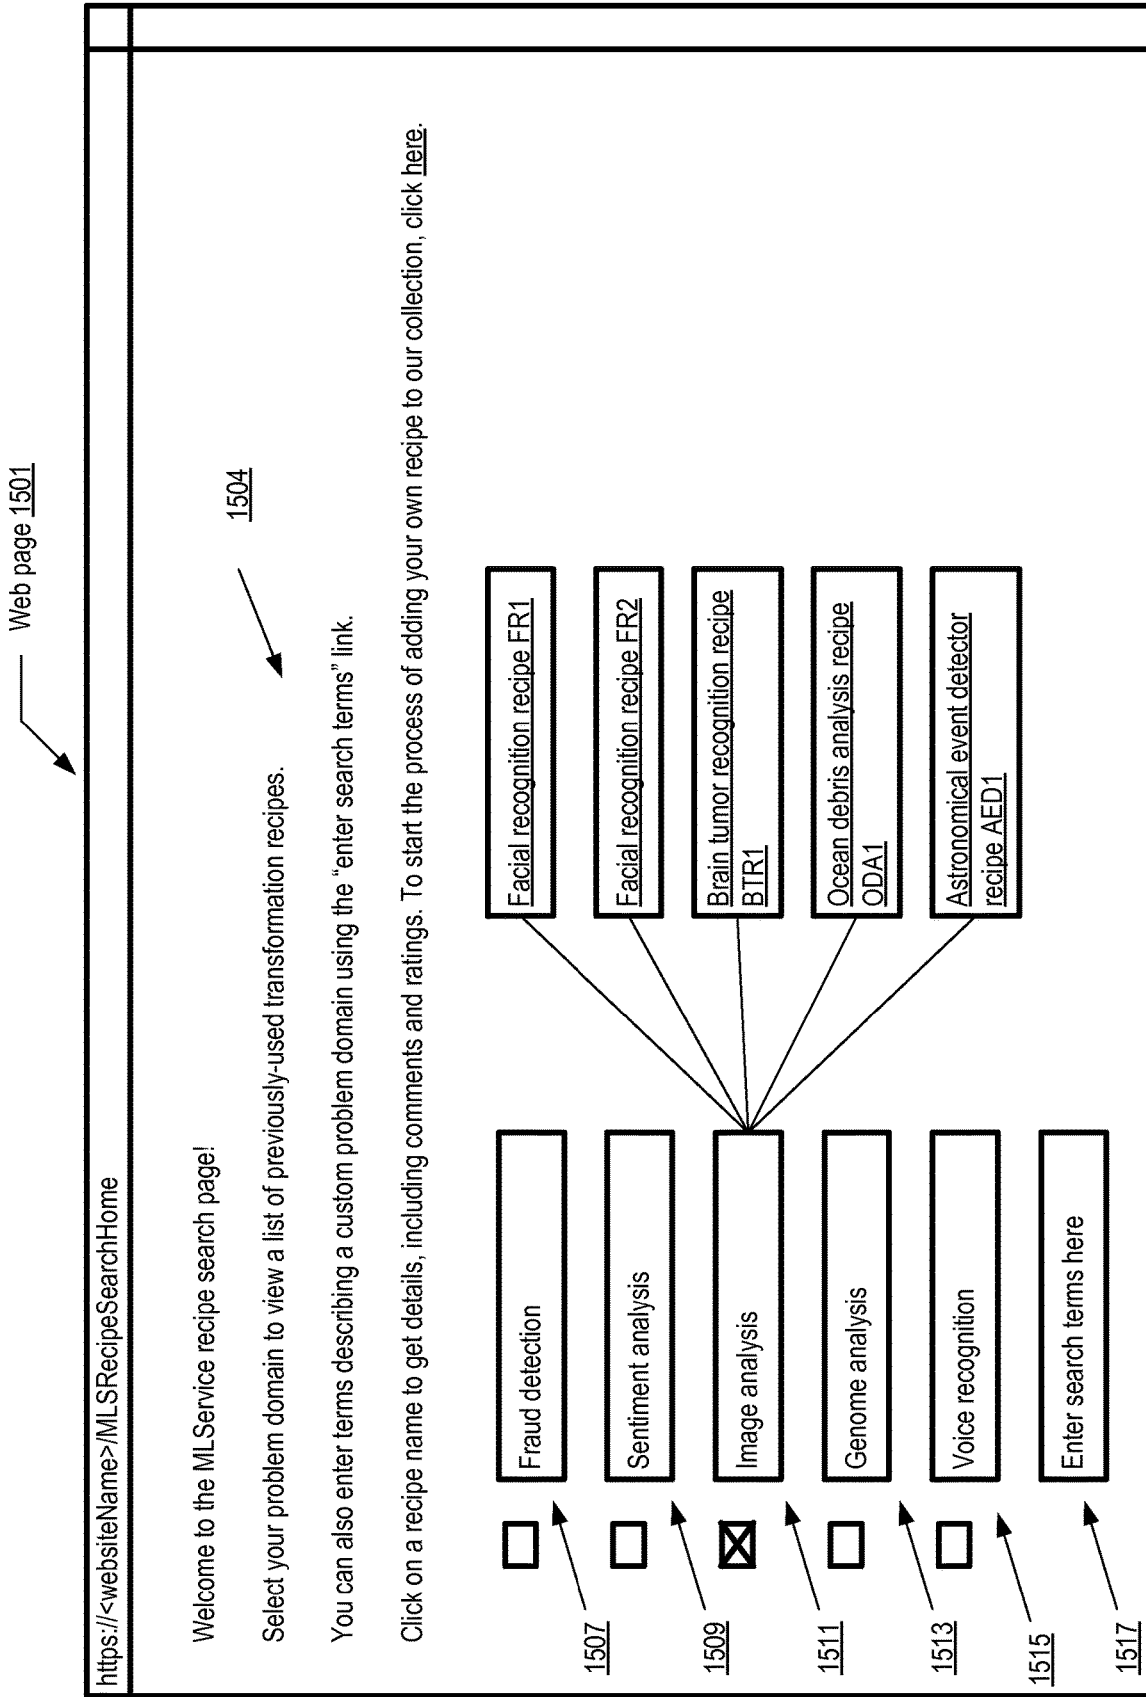 Web page 1501
https://<websiteName>/MLSRecipeSearchHome
Welcome to the MLService recipe search page!
1504
Select your problem domain to view a list of previously-used transformation recipes.
You can also enter terms describing a custom problem domain using the “enter search terms” link.
Click on a recipe name to get details, including comments and ratings. To start the process of adding your own recipe to our collection, click here.
Fraud detection
1507
Sentiment analysis
1509
Image analysis
1511
Genome analysis
1513
Voice recognition
1515
Enter search terms here
1517
Facial recognition recipe FR1
Facial recognition recipe FR2
Brain tumor recognition recipe
BTR1
Ocean debris analysis recipe
ODA1
Astronomical event detector
recipe AED1